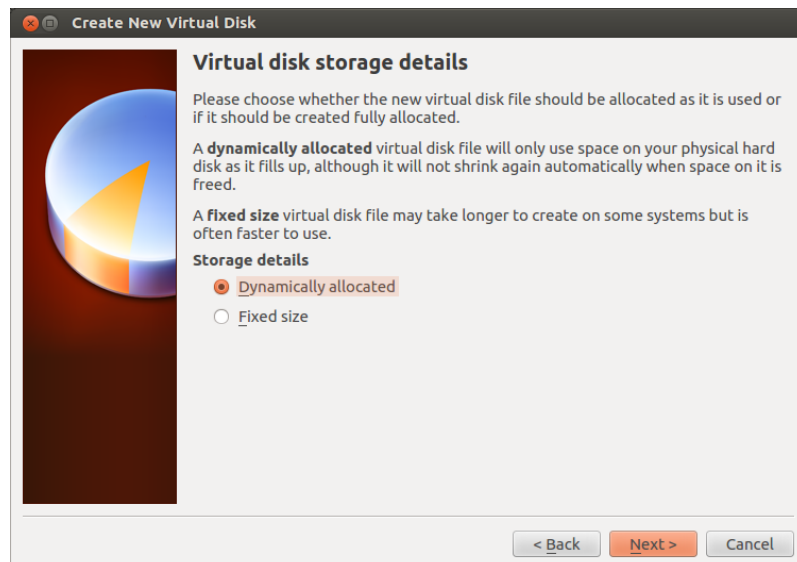 Create New Virtual Disk
Virtual disk storage details
Please choose whether the new virtual disk file should be allocated as it is used or
if it should be created fully allocated.
A dynamically allocated virtual disk file will only use space on your physical hard
disk as it fills up, although it will not shrink again automatically when space on it is
freed.
A fixed size virtual disk file may take longer to create on some systems but is
often faster to use.
Storage details
Dynamically allocated
Fixed size
< Back Next > Cancel